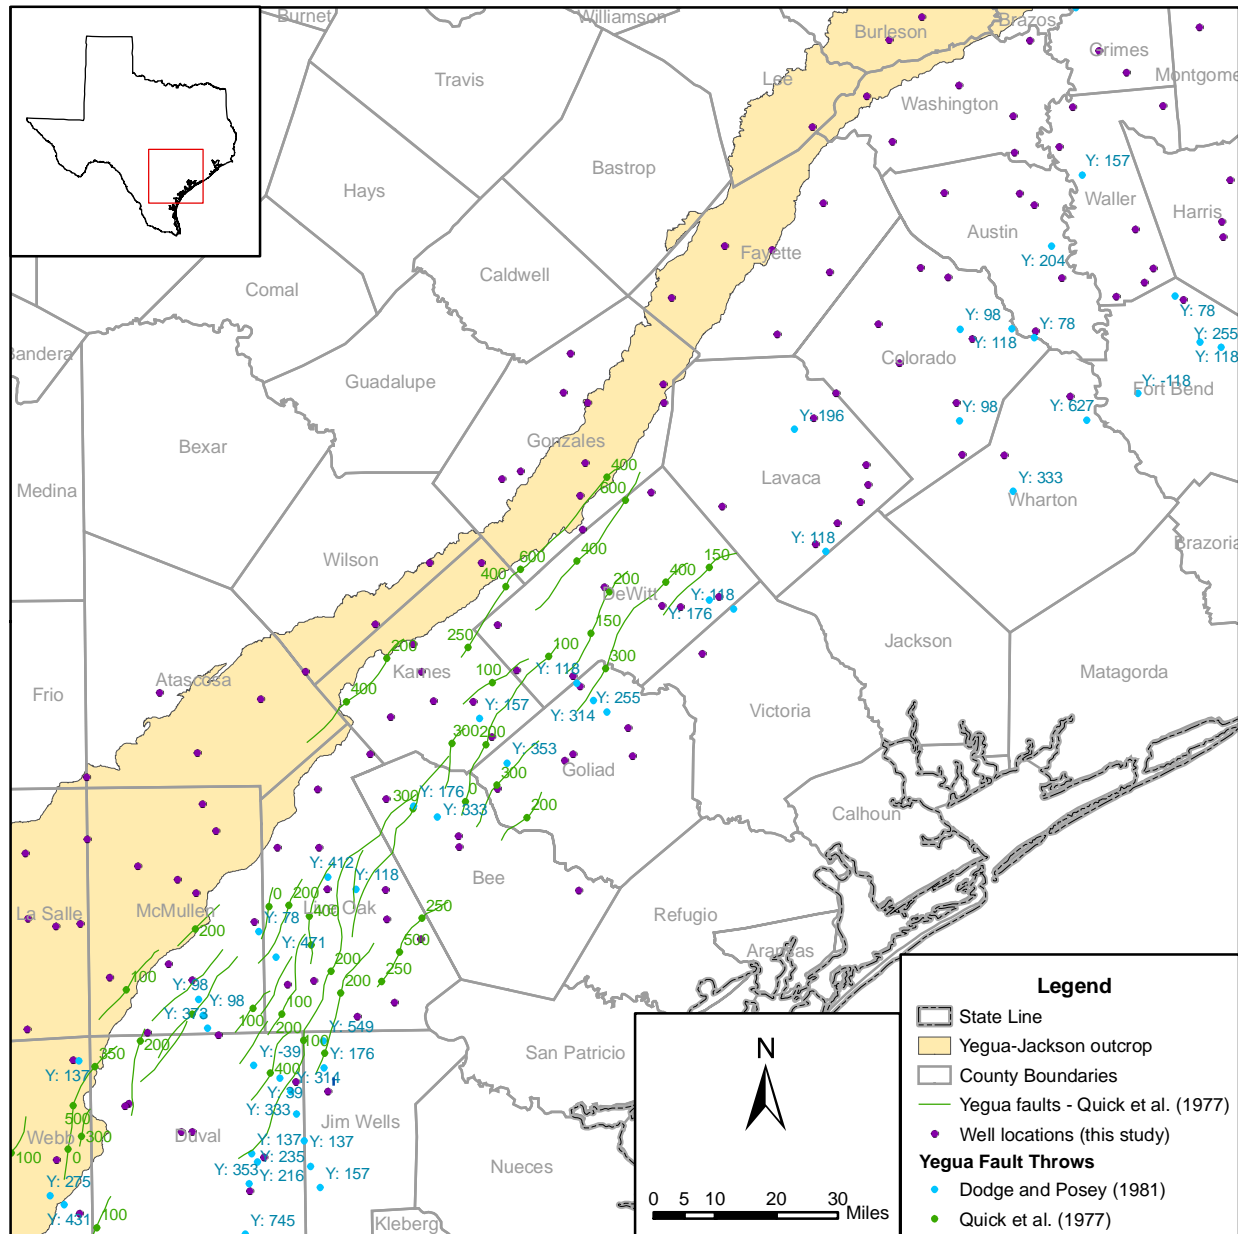 Burnet
Williamson
Burleson
Brazos
Grimes
Montgome
Travis
Lee
Washington
Bastrop
Hays
Y: 157
Waller
Harris
Austin
Fayette
Y: 204
Caldwell
Comal
Y: 78
Y: 98
Y: 78
Y: 255
Y: 118
Y: 118
Bandera
Colorado
Guadalupe
Y: -118
Fort Bend
Y: 196
Y: 98
Y: 627
Bexar
Gonzales
400
Lavaca
Y: 333
Medina
600
Wharton
Y: 118
Brazoria
Wilson
600
400
400
400
150
200
DeWitt
Y: 118
Y: 176
250
150
100
Jackson
200
Karnes
Y: 118
300
Matagorda
Frio
Atascosa
100
400
Y: 157
Y: 314
Y: 255
Victoria
300
200
Y: 353
Goliad
300
0
Y: 176
300
200
Y: 333
Calhoun
Y: 412
Bee
Y: 118
0
200
La Salle
McMullen
Live Oak
400
250
Refugio
Y: 78
200
500
Y: 471
Aransas
100
200
250
200
Y: 98
Y: 98
Y: 373
100
100
200
Y: 549
200
100
350
Y: -39
Y: 176
San Patricio
Y: 137
400
Y: 314
Y: 39
500
Y: 333
Jim Wells
Webb
300
Duval
Y: 137
Y: 137
100
0
Y: 235
Nueces
Y: 353
Y: 216
Y: 157
Y: 275
Y: 431
100
Y: 745
Kleberg
N
0 5 10 20 30
Miles
Legend
State Line
Yegua-Jackson outcrop
County Boundaries
Yegua faults - Quick et al. (1977)
Well locations (this study)
Yegua Fault Throws
Dodge and Posey (1981)
Quick et al. (1977)